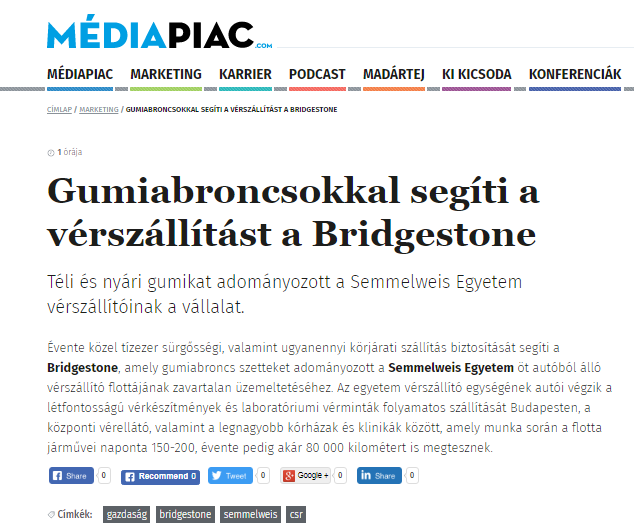 MÉDIAPIAC.COM
MÉDIAPIAC MARKETING KARRIER PODCAST MADÁRTEJ KI KICSODA KONFERENCIÁK
CÍMLAP / MARKETING / GUMIABRONCSOKKAL SEGÍTI A VÉRSZÁLLÍTÁST A BRIDGESTONE
1 órája
Gumiabroncsokkal segíti a
vérszállítást a Bridgestone
Téli és nyári gumikat adományozott a Semmelweis Egyetem
vérszállítóinak a vállalat.
Évente közel tízezer sürgősségi, valamint ugyanennyi körjárati szállítás biztosítását segíti a
Bridgestone, amely gumiabroncs szetteket adományozott a Semmelweis Egyetem öt autóból álló
vérszállító flottájának zavartalan üzemeltetéséhez. Az egyetem vérszállító egységének autói végzik a
létfontosságú vérkészítmények és laboratóriumi vérminták folyamatos szállítását Budapesten, a
központi vérellátó, valamint a legnagyobb kórházak és klinikák között, amely munka során a flotta
járművei naponta 150-200, évente pedig akár 80 000 kilométert is megtesznek.
Share 0 Recommend 0 Tweet 0 Google + 0 Share 0
Címkék: gazdaság bridgestone semmelweis csr